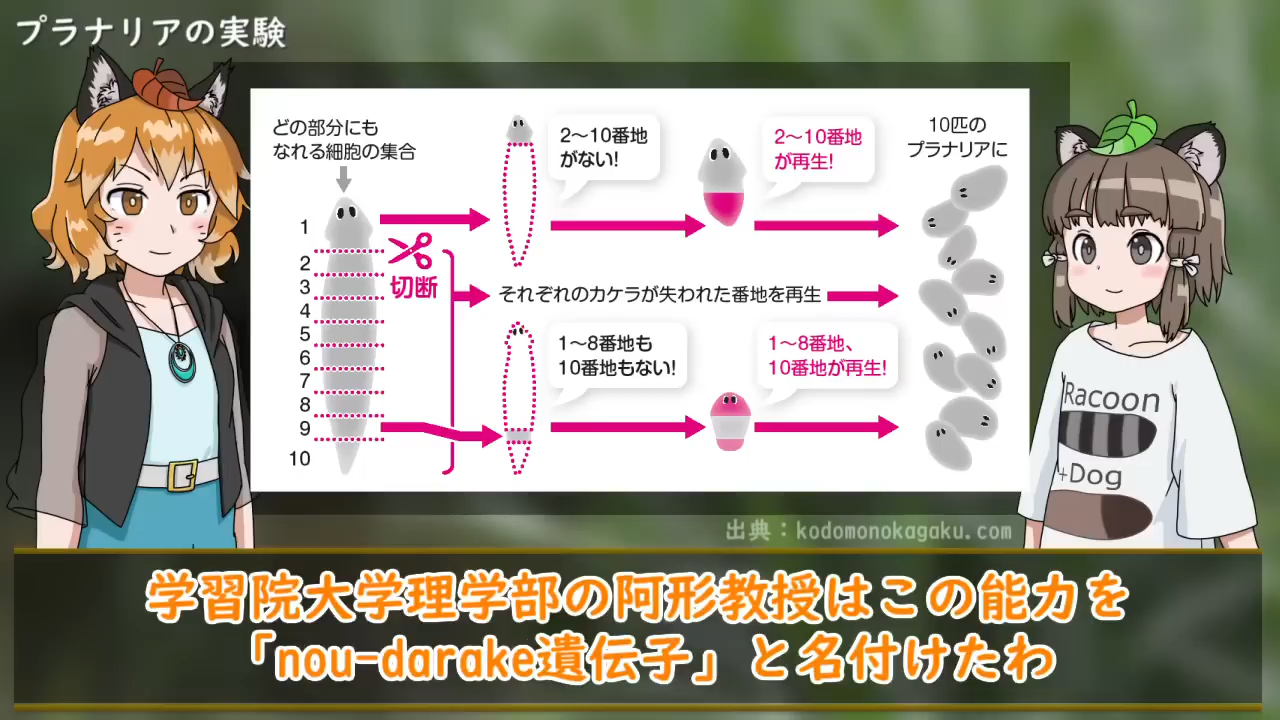 プラナリアの実験
どの部分にも
なれる細胞の集合
1
2
3
4
5
6
7
8
9
10
切断
2〜10番地
がない!
2〜10番地
が再生!
10匹の
プラナリアに
それぞれのカケラが失われた番地を再生
1〜8番地も
10番地もない!
1〜8番地、
10番地が再生!
Racoon
+Dog
出典：kodomonokagaku.com
学習院大学理学部の阿形教授はこの能力を
「nou-darake遺伝子」と名付けたわ